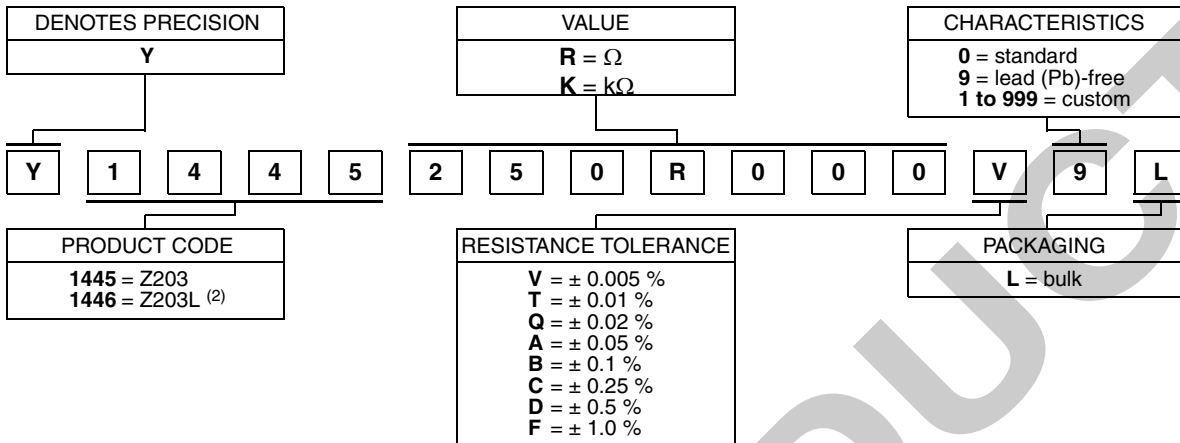 DENOTES PRECISION
Y
VALUE
R = Ω
K = kΩ
CHARACTERISTICS
0 = standard
9 = lead (Pb)-free
1 to 999 = custom
Y 1 4 4 5 2 5 0 R 0 0 0 V 9 L
PRODUCT CODE
1445 = Z203
1446 = Z203L (2)
RESISTANCE TOLERANCE
V = ± 0.005 %
T = ± 0.01 %
Q = ± 0.02 %
A = ± 0.05 %
B = ± 0.1 %
C = ± 0.25 %
D = ± 0.5 %
F = ± 1.0 %
PACKAGING
L = bulk